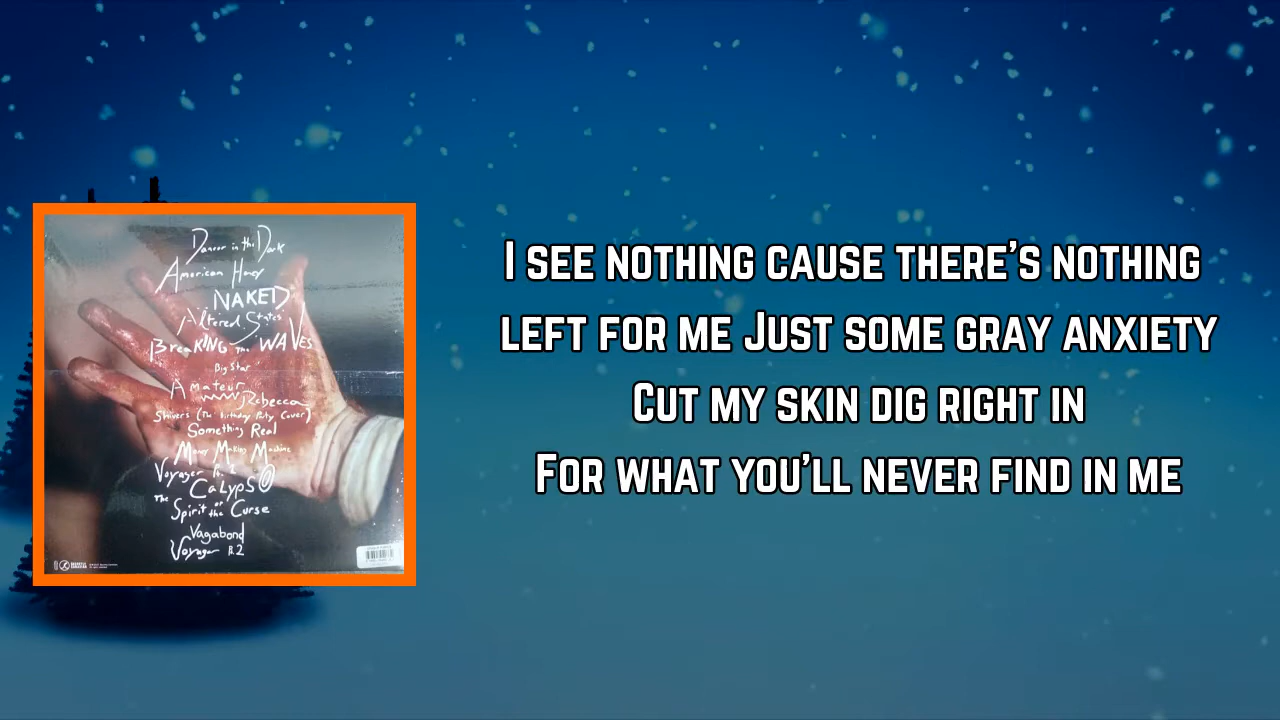 Dancer in the Dark
American Honey
NAKED
Altered States
BreaKING The WAVEs
Big Star
Amateur
Rebecca
Shivers (The Birthday Party Cover)
Something Real
Money Making Machine
Voyager Pt. 2
CaLypSO
The Spirit or the Curse
Vagabond
Voyager Pt.2
I SEE NOTHING CAUSE THERE'S NOTHING
LEFT FOR ME JUST SOME GRAY ANXIETY
CUT MY SKIN DIG RIGHT IN
FOR WHAT YOU'LL NEVER FIND IN ME